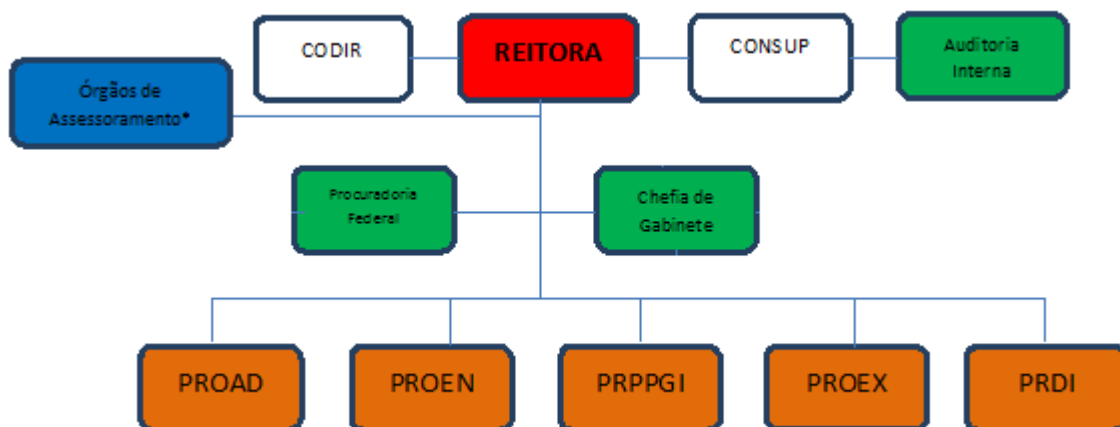 CODIR
REITORA
CONSUP
Auditoria
Interna
Órgãos de
Assessoramento*
Procuradoria
Federal
Chefia de
Gabinete
PROAD
PROEN
PRPPGI
PROEX
PRDI